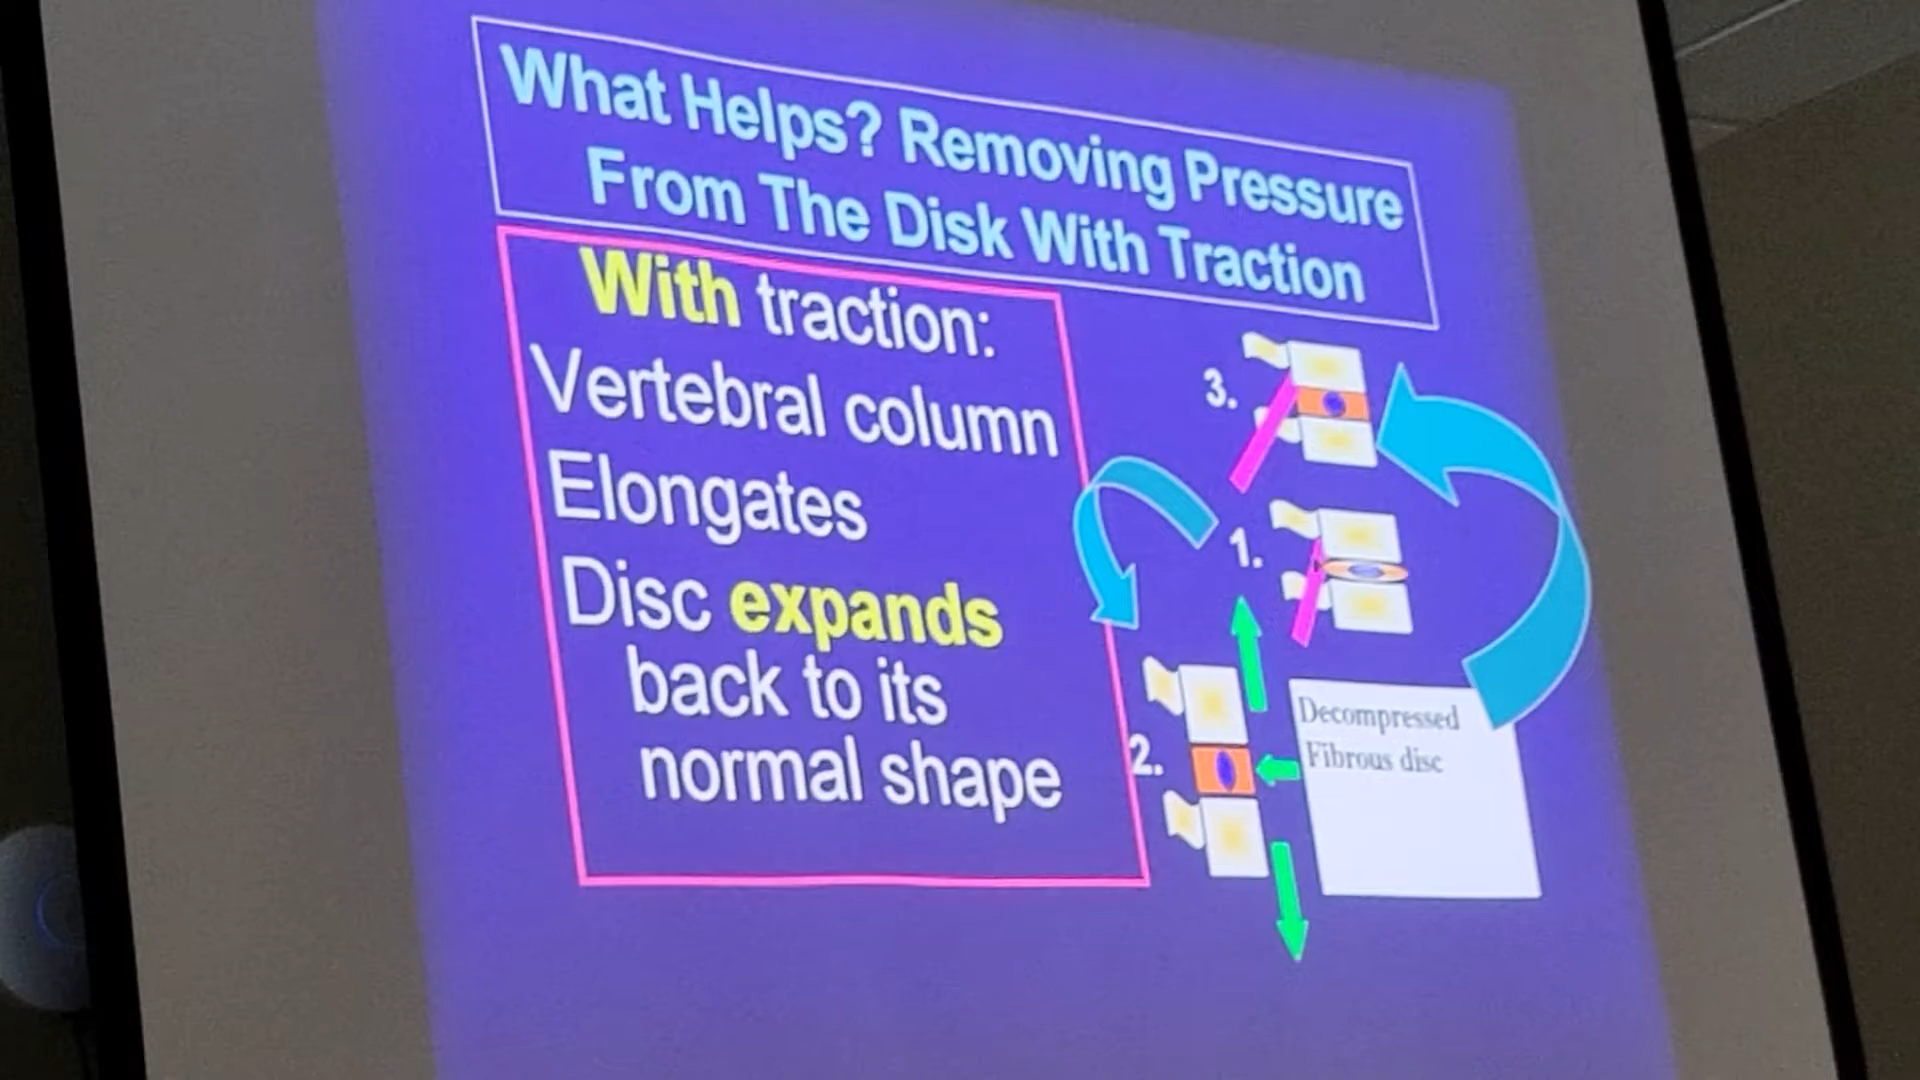 What Helps? Removing Pressure
From The Disk With Traction
With traction:
Vertebral column
Elongates
Disc expands
back to its
normal shape
3.
1.
2.
Decompressed
Fibrous disc